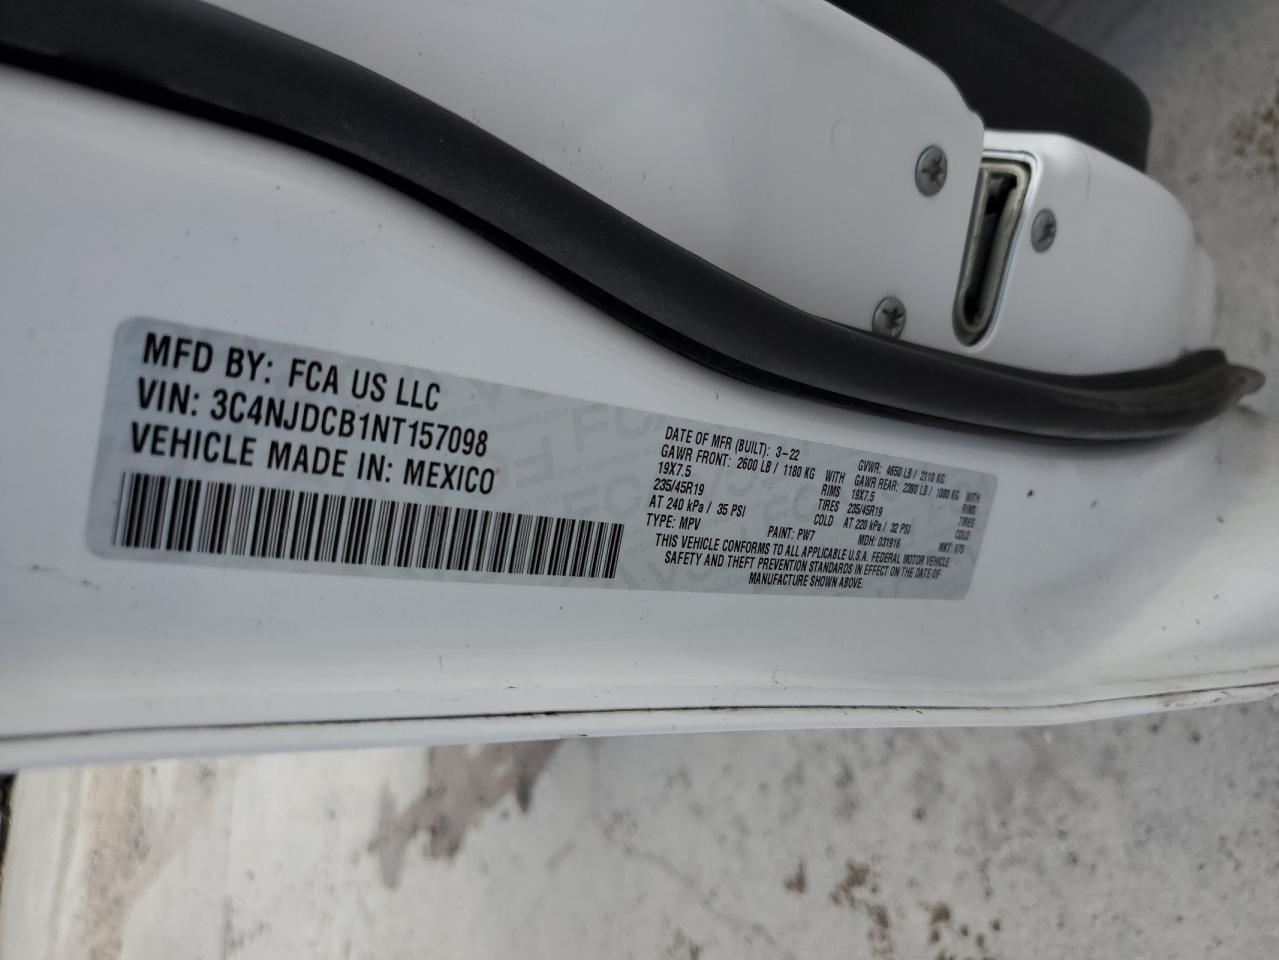 MFD BY: FCA US LLC
VIN: 3C4NJDCB1NT157098
VEHICLE MADE IN: MEXICO
DATE OF MFR (BUILT): 3-22 GVWR: 4650 LB / 2110 KG
GAWR FRONT: 2600 LB / 1180 KG WITH GAWR REAR: 2380 LB / 1080 KG WITH
19X7.5 RIMS 19X7.5 RIMS
235/45R19 TIRES 235/45R19 TIRES
AT 240 kPa / 35 PSI COLD AT 220 kPa / 32 PSI COLD
TYPE: MPV PAINT: PW7 MDH: 031916 MKT:
THIS VEHICLE CONFORMS TO ALL APPLICABLE U.S.A. FEDERAL MOTOR VEHICLE
SAFETY AND THEFT PREVENTION STANDARDS IN EFFECT ON THE DATE OF
MANUFACTURE SHOWN ABOVE.